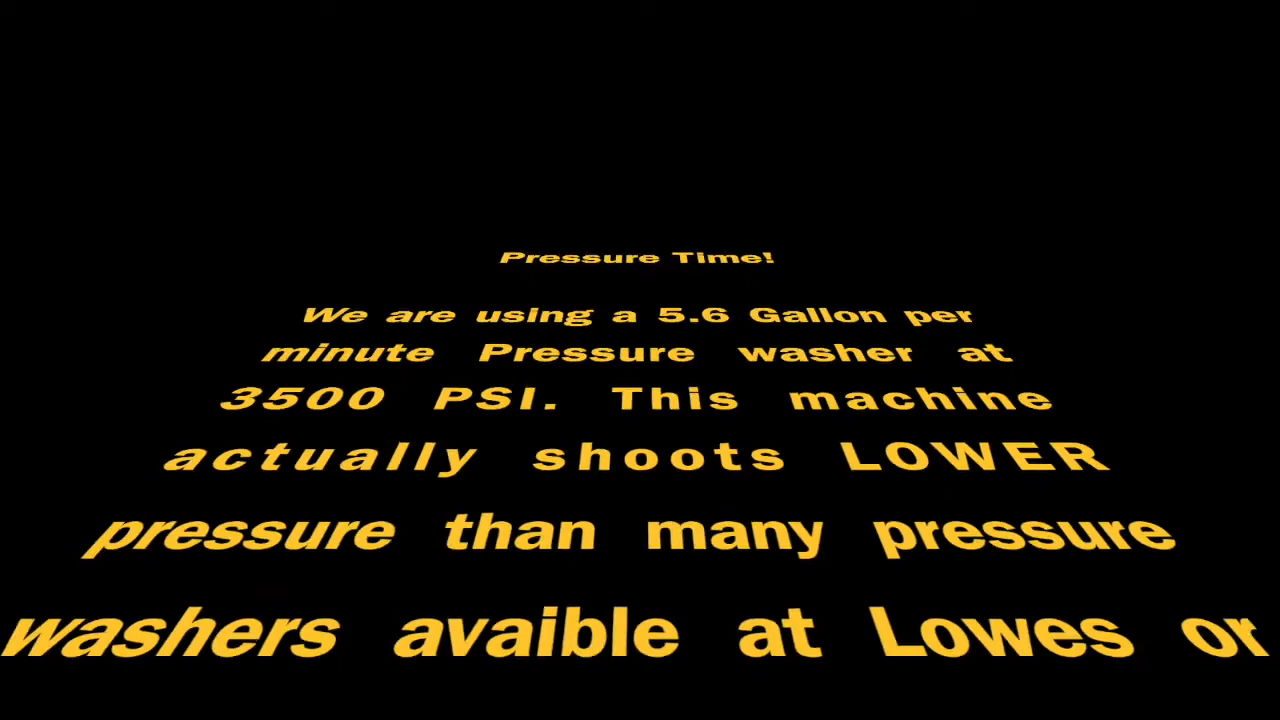 Pressure Time!
We are using a 5.6 Gallon per
minute Pressure washer at
3500 PSI. This machine
actually shoots LOWER
pressure than many pressure
washers avaible at Lowes or